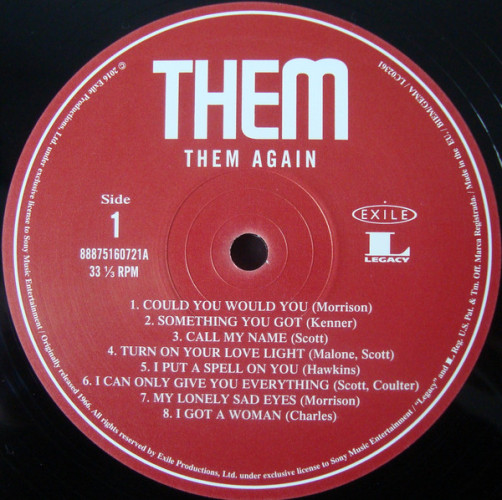 THEM
THEM AGAIN
Side
1
88875160721A
33 ⅓ RPM
EXILE
L
LEGACY
1. COULD YOU WOULD YOU (Morrison)
2. SOMETHING YOU GOT (Kenner)
3. CALL MY NAME (Scott)
4. TURN ON YOUR LOVE LIGHT (Malone, Scott)
5. I PUT A SPELL ON YOU (Hawkins)
6. I CAN ONLY GIVE YOU EVERYTHING (Scott, Coulter)
7. MY LONELY SAD EYES (Morrison)
8. I GOT A WOMAN (Charles)
© 2016 Exile Productions, Ltd. under exclusive license to Sony Music Entertainment / Originally released 1966. All rights reserved by Exile Productions, Ltd. under exclusive license to Sony Music Entertainment / "Legacy" and L Reg. U.S. Pat. & Tm. Off. Marca Registrada. / Made in the EU / BIEM/GEMA / LC02361